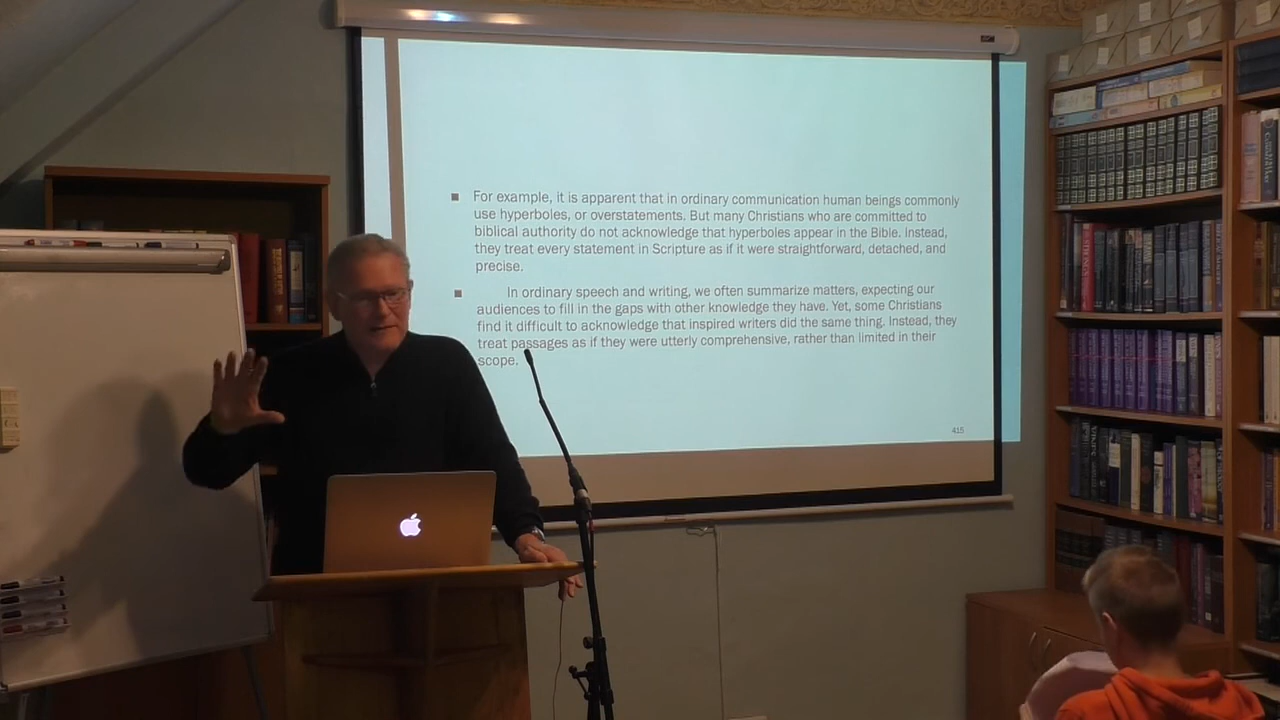 ■ For example, it is apparent that in ordinary communication human beings commonly
use hyperboles, or overstatements. But many Christians who are committed to
biblical authority do not acknowledge that hyperboles appear in the Bible. Instead,
they treat every statement in Scripture as if it were straightforward, detached, and
precise.
■ In ordinary speech and writing, we often summarize matters, expecting our
audiences to fill in the gaps with other knowledge they have. Yet, some Christians
find it difficult to acknowledge that inspired writers did the same thing. Instead, they
treat passages as if they were utterly comprehensive, rather than limited in their
scope.
415